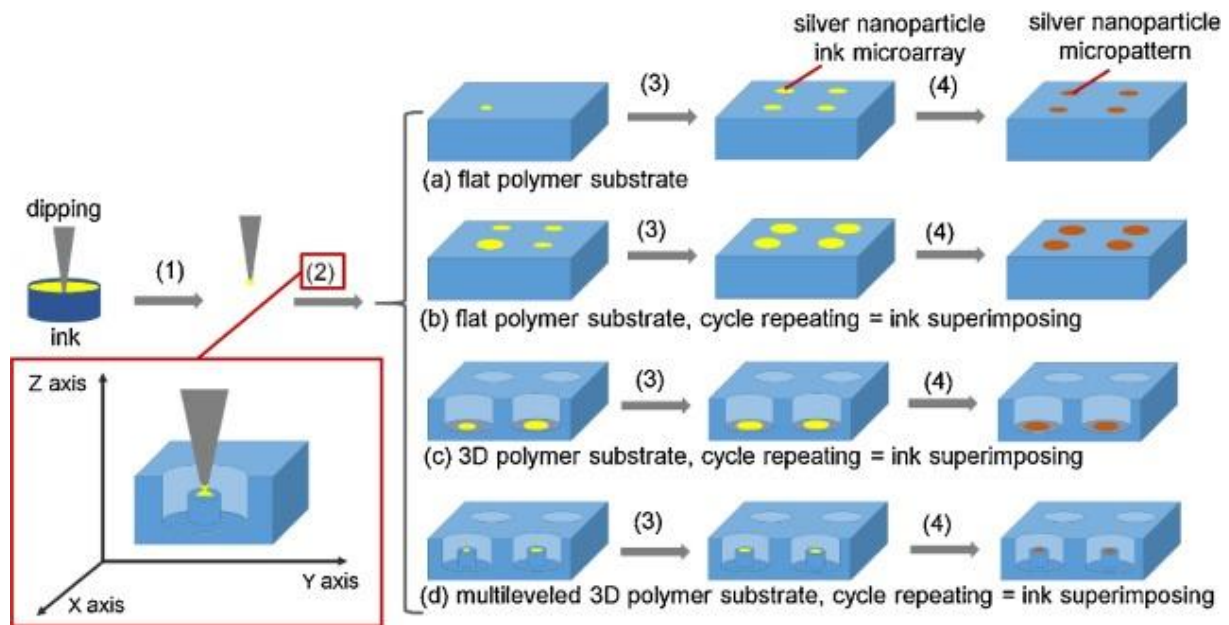 silver nanoparticle
ink microarray
silver nanoparticle
micropattern
(3)
(4)
(a) flat polymer substrate
dipping
(1)
(2)
ink
(3)
(4)
(b) flat polymer substrate, cycle repeating = ink superimposing
Z axis
Y axis
X axis
(3)
(4)
(c) 3D polymer substrate, cycle repeating = ink superimposing
(3)
(4)
(d) multileveled 3D polymer substrate, cycle repeating = ink superimposing